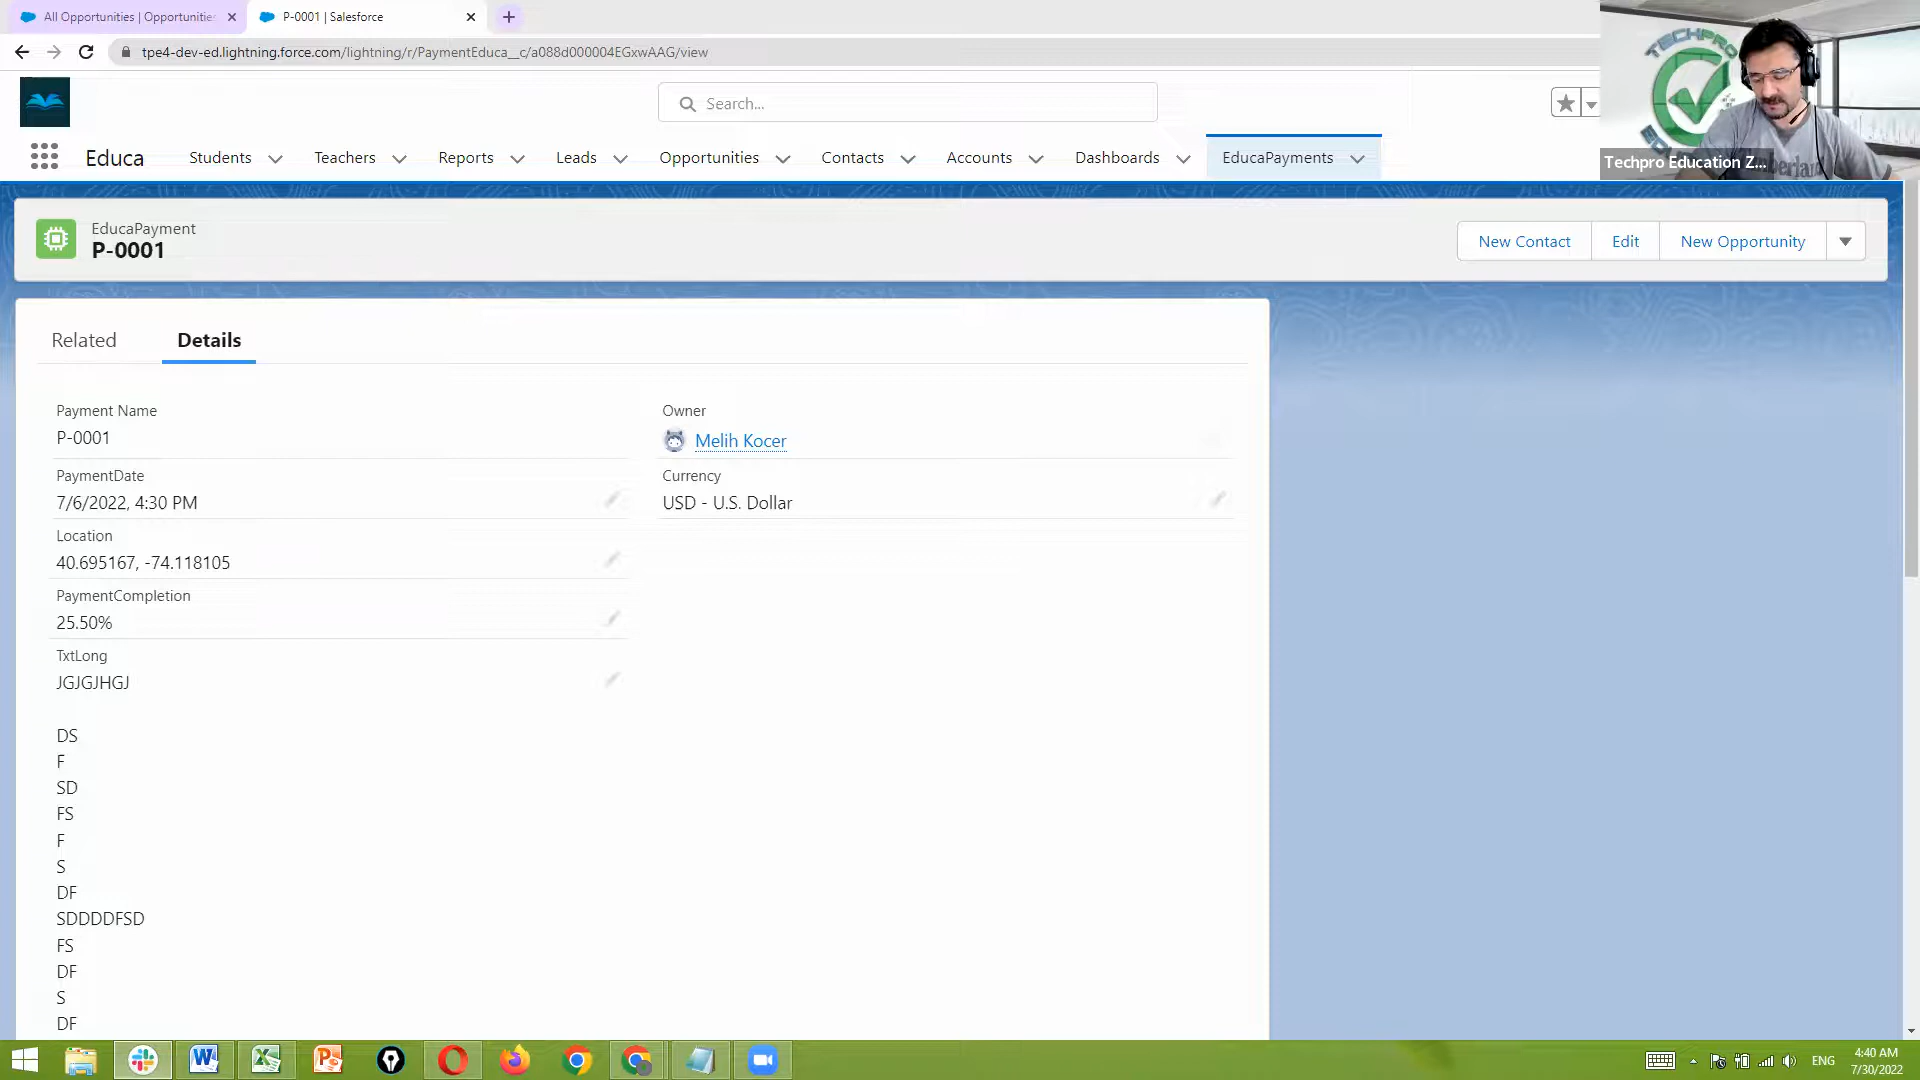 All Opportunities | Opportunities
P-0001 | Salesforce
tpe4-dev-ed.lightning.force.com/lightning/r/PaymentEduca__c/a088d000004EGxwAAG/view
Search...
TECHPRO
Techpro Education Z...
Educa
Students
Teachers
Reports
Leads
Opportunities
Contacts
Accounts
Dashboards
EducaPayments
EducaPayment
P-0001
New Contact
Edit
New Opportunity
Related
Details
Payment Name
P-0001
Owner
Melih Kocer
PaymentDate
7/6/2022, 4:30 PM
Currency
USD - U.S. Dollar
Location
40.695167, -74.118105
PaymentCompletion
25.50%
TxtLong
JGJGJHGJ
DS
F
SD
FS
F
S
DF
SDDDDFSD
FS
DF
S
DF
ENG
4:40 AM
7/30/2022